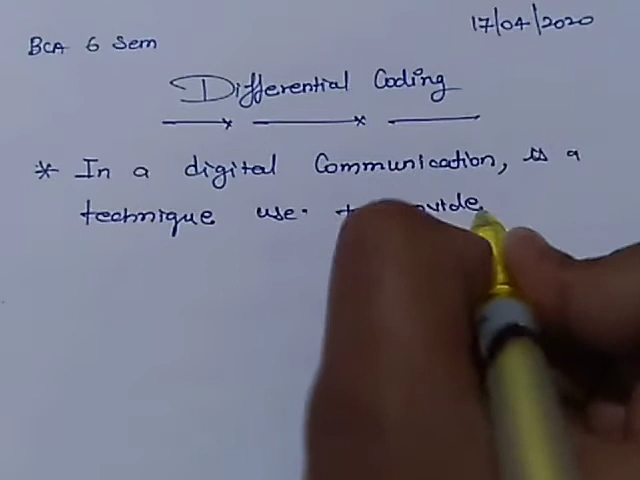 17/04/2020
BCA 6 Sem
Differential Coding
* In a digital Communication, is a
technique use